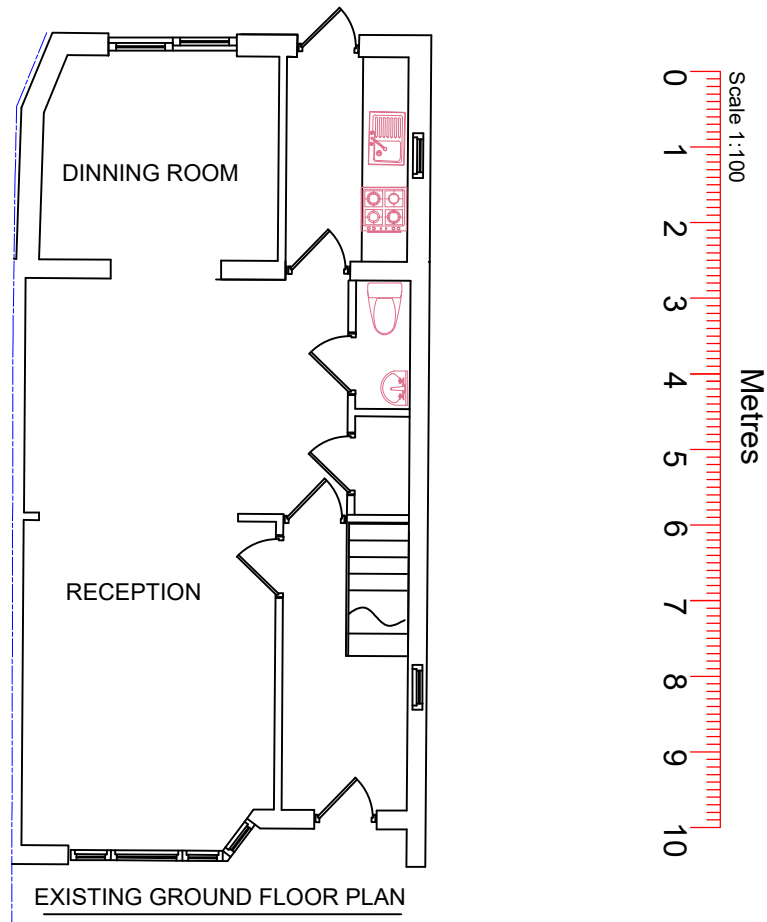 DINNING ROOM
RECEPTION
EXISTING GROUND FLOOR PLAN
Scale 1:100
0
1
2
3
4
5
6
7
8
9
10
Metres